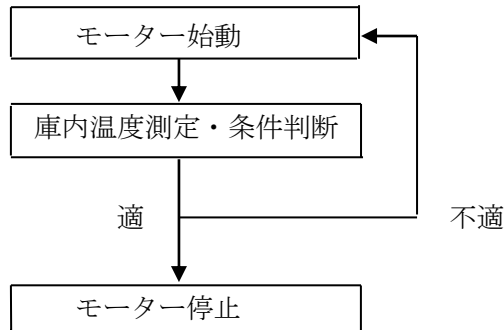 モーター始動
庫内温度測定・条件判断
適
不適
モーター停止